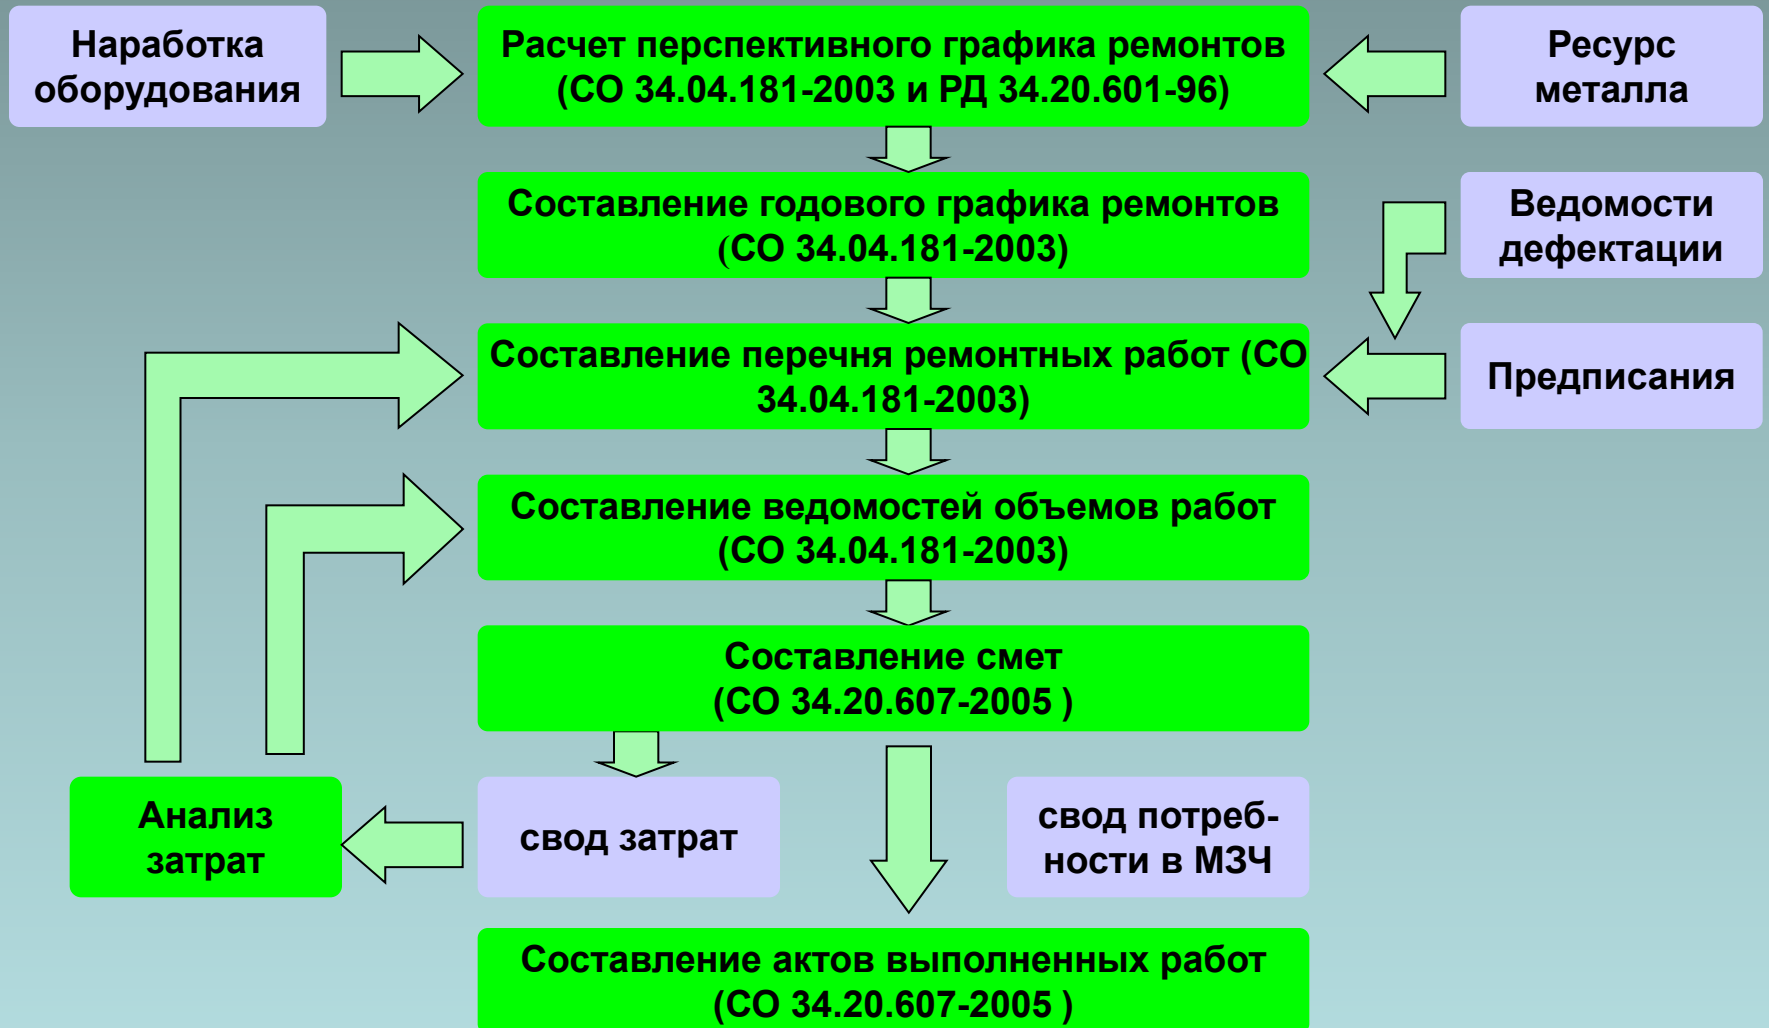 Наработка
оборудования
Расчет перспективного графика ремонтов
(СО 34.04.181-2003 и РД 34.20.601-96)
Ресурс
металла
Составление годового графика ремонтов
(СО 34.04.181-2003)
Ведомости
дефектации
Составление перечня ремонтных работ (СО
34.04.181-2003)
Предписания
Составление ведомостей объемов работ
(СО 34.04.181-2003)
Составление смет
(СО 34.20.607-2005 )
Анализ
затрат
свод затрат
свод потреб-
ности в МЗЧ
Составление актов выполненных работ
(СО 34.20.607-2005 )